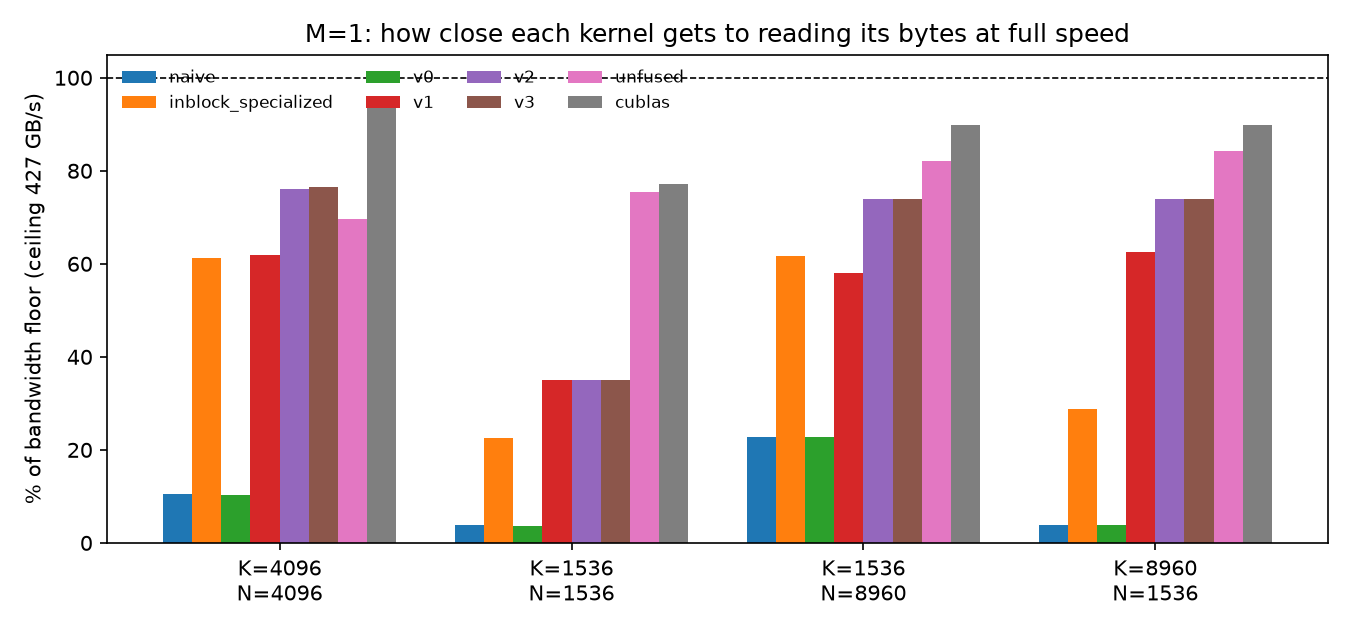 M=1: how close each kernel gets to reading its bytes at full speed
% of bandwidth floor (ceiling 427 GB/s)
100
80
60
40
20
0
naive
v0
v2
unfused
inblock_specialized
v1
v3
cublas
K=4096
N=4096
K=1536
N=1536
K=1536
N=8960
K=8960
N=1536